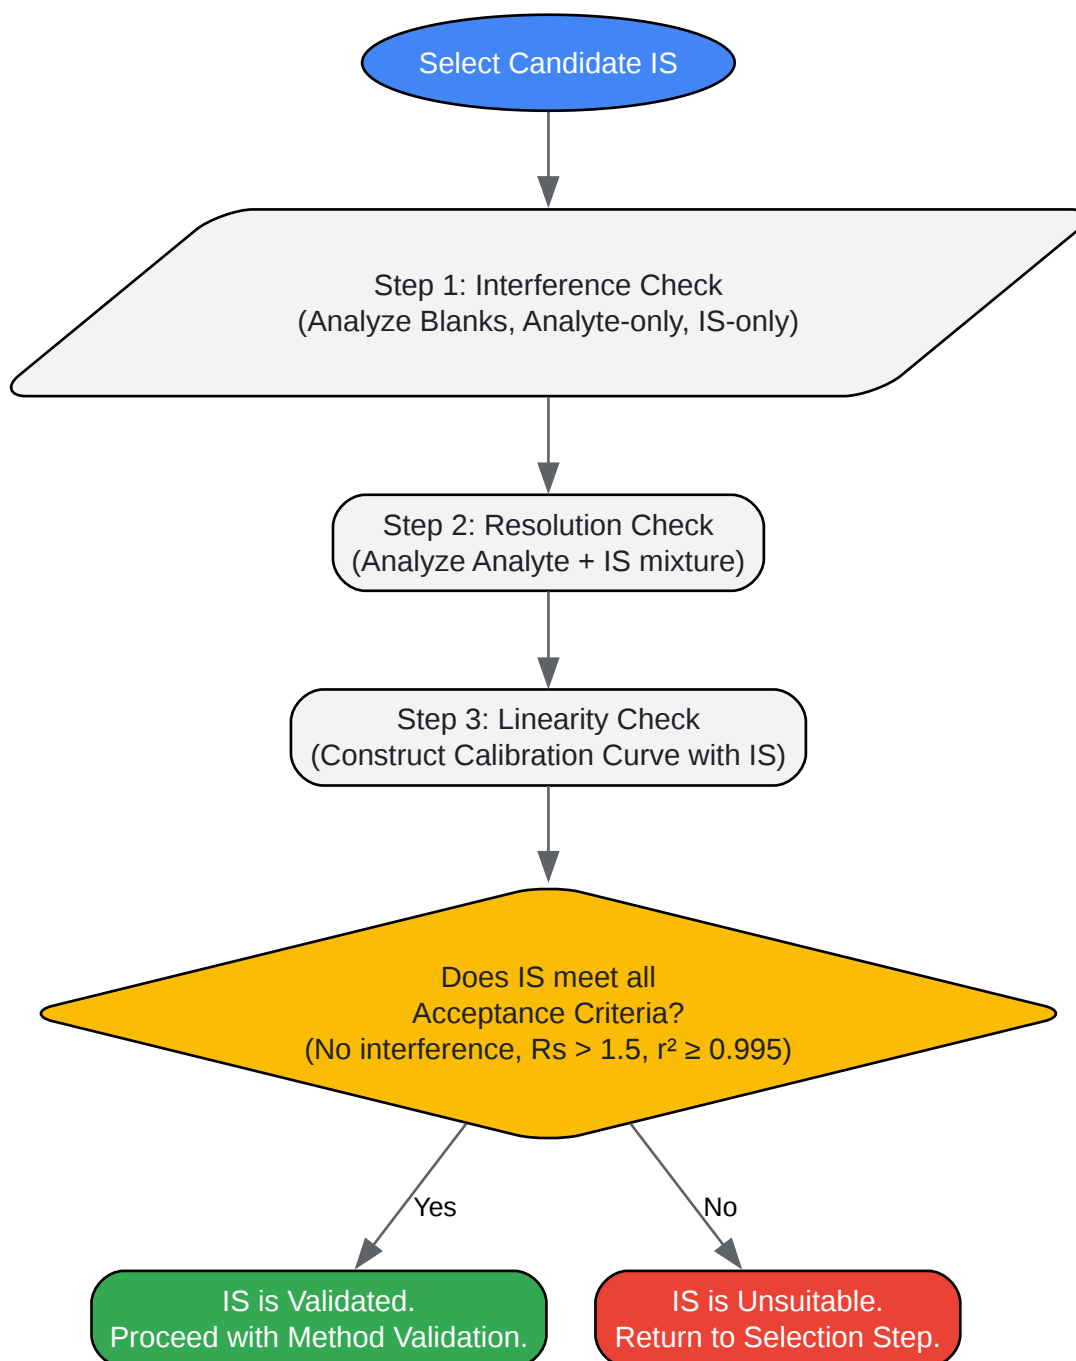 Select Candidate IS
Step 1: Interference Check
(Analyze Blanks, Analyte-only, IS-only)
Step 2: Resolution Check
(Analyze Analyte + IS mixture)
Step 3: Linearity Check
(Construct Calibration Curve with IS)
Does IS meet all
Acceptance Criteria?
(No interference, Rs > 1.5, r² ≥ 0.995)
Yes
No
IS is Validated.
Proceed with Method Validation.
IS is Unsuitable.
Return to Selection Step.